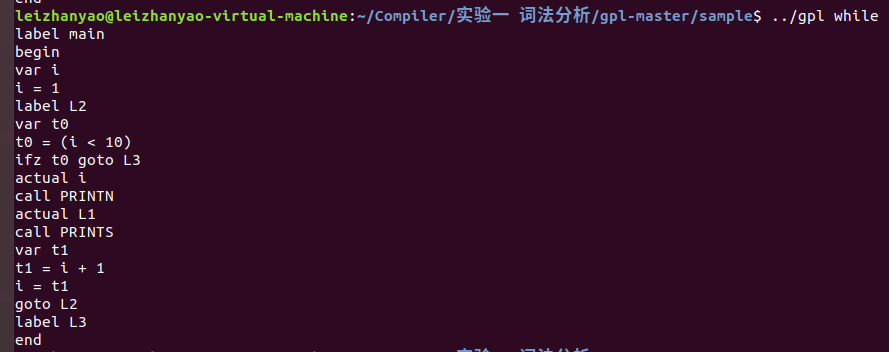 end
leizhanyao@leizhanyao-virtual-machine:~/Compiler/实验一 词法分析/gpl-master/sample$ ../gpl while
label main
begin
var i
i = 1
label L2
var t0
t0 = (i < 10)
ifz t0 goto L3
actual i
call PRINTN
actual L1
call PRINTS
var t1
t1 = i + 1
i = t1
goto L2
label L3
end